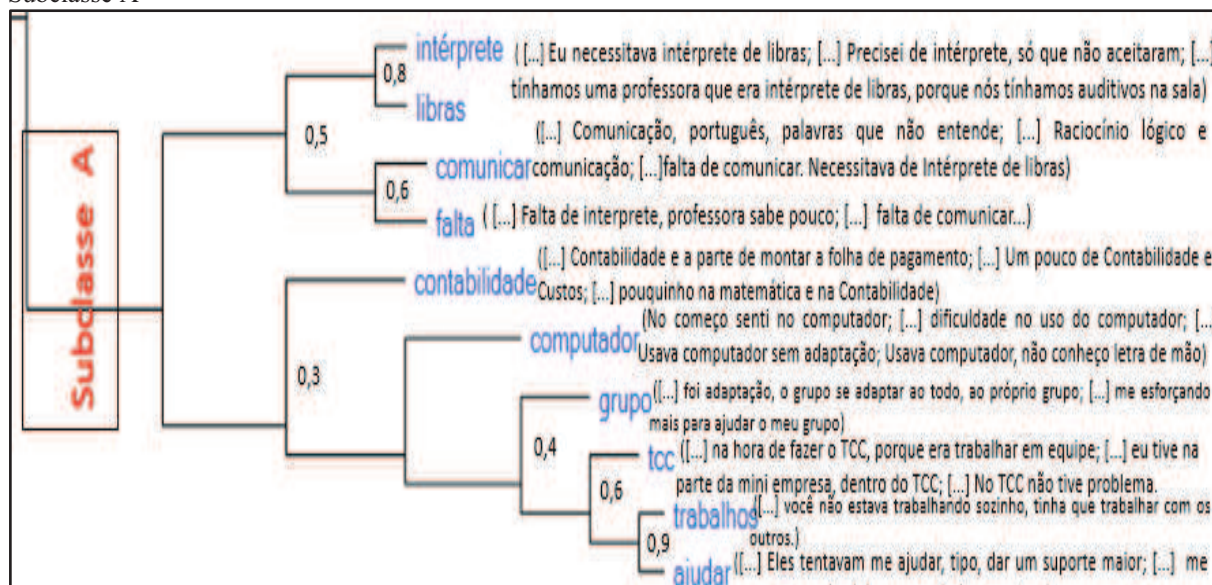 Subclasse A
intérprete ( [...] Eu necessitava intérprete de libras; [...] Precisei de intérprete, só que não aceitaram; [...]
0,8
tínhamos uma professora que era intérprete de libras, porque nós tínhamos auditivos na sala)
libras
0,5
([...] Comunicação, português, palavras que não entende; [...] Raciocínio lógico e
comunicar comunicação; [...]falta de comunicar. Necessitava de Intérprete de libras)
0,6
falta ( [...] Falta de interprete, professora sabe pouco; [...] falta de comunicar...)
Subclasse A
([...] Contabilidade e a parte de montar a folha de pagamento; [...] Um pouco de Contabilidade e
contabilidade Custos; [...] pouquinho na matemática e na Contabilidade)
(No começo senti no computador; [...] dificuldade no uso do computador; [...
computador Usava computador sem adaptação; Usava computador, não conheço letra de mão)
0,3
grupo ([...] foi adaptação, o grupo se adaptar ao todo, ao próprio grupo; [...] me esforçando
mais para ajudar o meu grupo)
0,4
tcc ([...] na hora de fazer o TCC, porque era trabalhar em equipe; [...] eu tive na
parte da mini empresa, dentro do TCC; [...] No TCC não tive problema.
0,6
trabalhos ([...] você não estava trabalhando sozinho, tinha que trabalhar com os
outros.)
0,9
ajudar ([...] Eles tentavam me ajudar, tipo, dar um suporte maior; [...] me